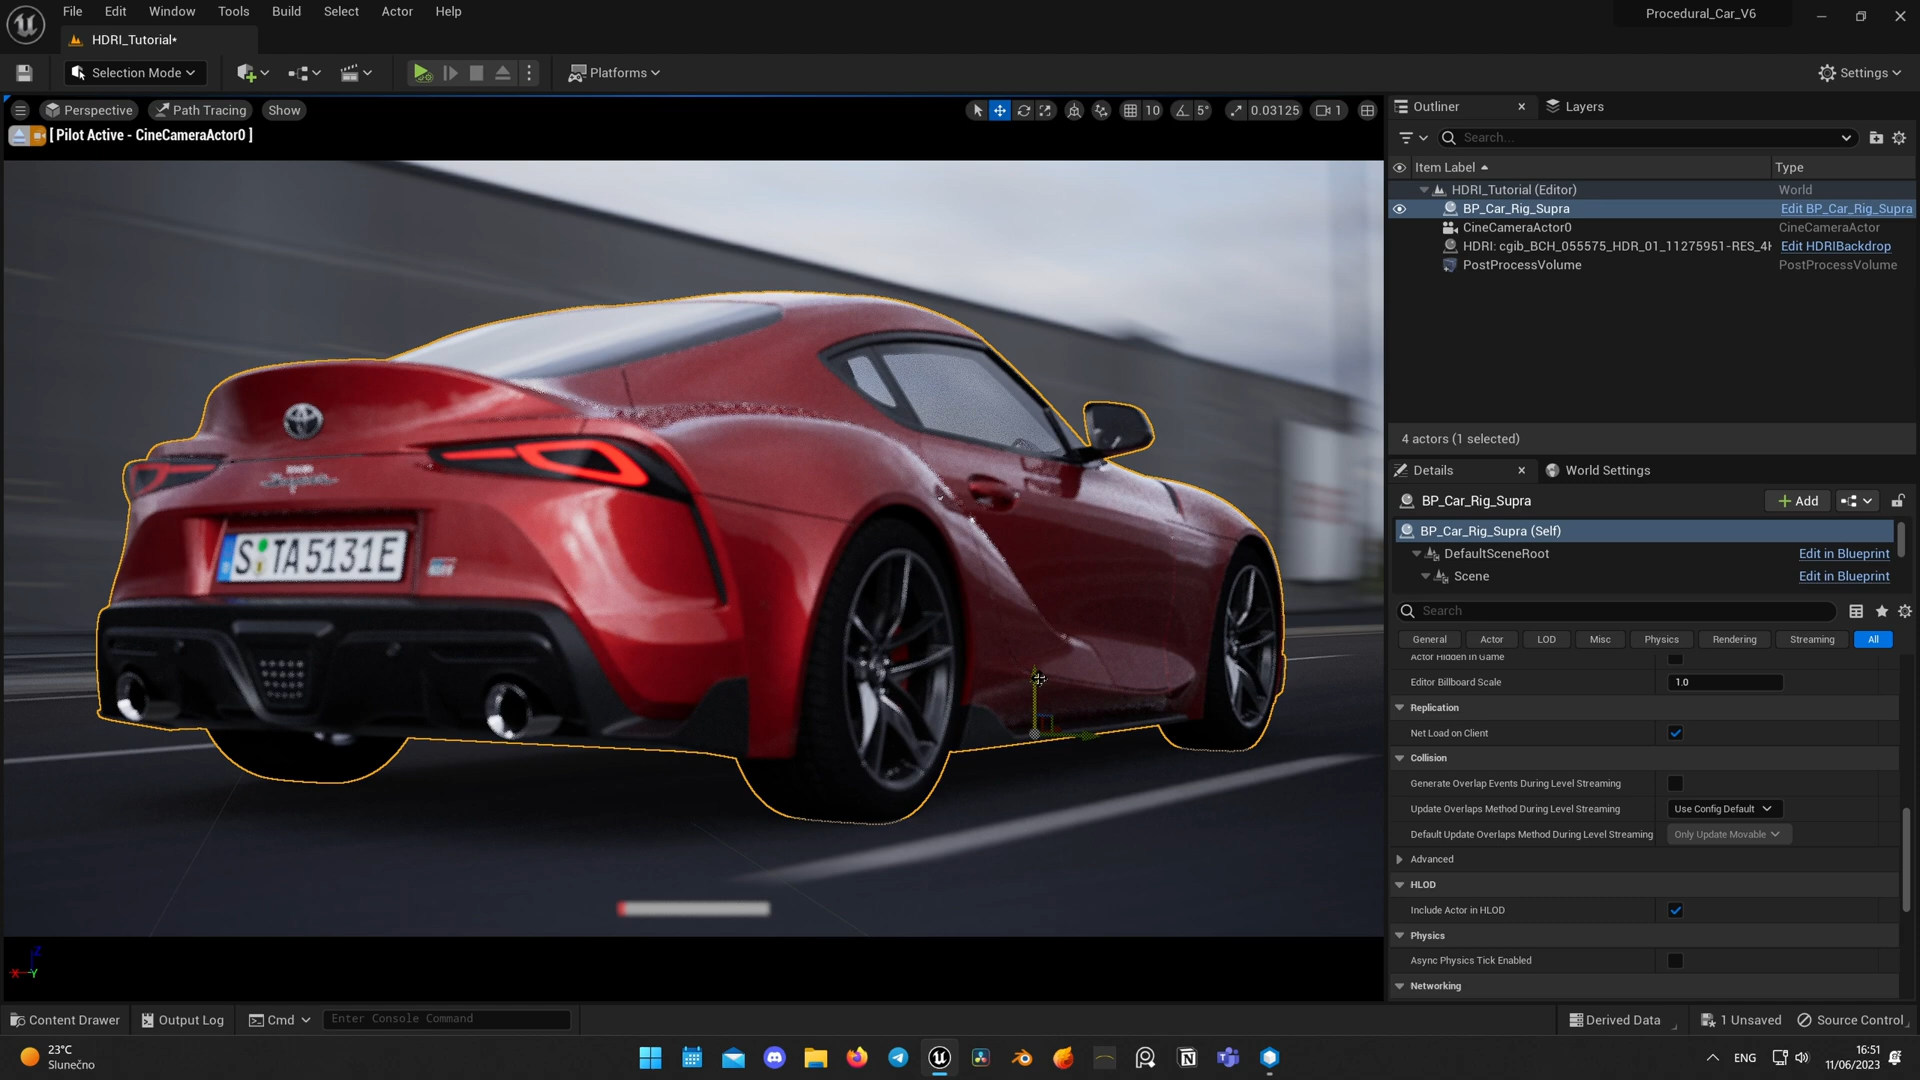 File Edit Window Tools Build Select Actor Help
Procedural_Car_V6
HDRI_Tutorial*
Selection Mode
Platforms
Settings
Perspective
Path Tracing
Show
10
5°
0.03125
1
[ Pilot Active - CineCameraActor0 ]
S TA 5131E
Outliner
Layers
Search...
Item Label
Type
HDRI_Tutorial (Editor)
World
BP_Car_Rig_Supra
Edit BP_Car_Rig_Supra
CineCameraActor0
CineCameraActor
HDRI: cgib_BCH_055575_HDR_01_11275951-RES_4K
Edit HDRIBackdrop
PostProcessVolume
PostProcessVolume
4 actors (1 selected)
Details
World Settings
BP_Car_Rig_Supra
Add
BP_Car_Rig_Supra (Self)
DefaultSceneRoot
Edit in Blueprint
Scene
Edit in Blueprint
Search
General
Actor
LOD
Misc
Physics
Rendering
Streaming
All
Actor Hidden In Game
Editor Billboard Scale
1.0
Replication
Net Load on Client
Collision
Generate Overlap Events During Level Streaming
Update Overlaps Method During Level Streaming
Use Config Default
Default Update Overlaps Method During Level Streaming
Only Update Movable
Advanced
HLOD
Include Actor in HLOD
Physics
Async Physics Tick Enabled
Networking
X
Y
Z
Content Drawer
Output Log
Cmd
Enter Console Command
Derived Data
1 Unsaved
Source Control
23°C
Slunečno
ENG
16:51
11/06/2023